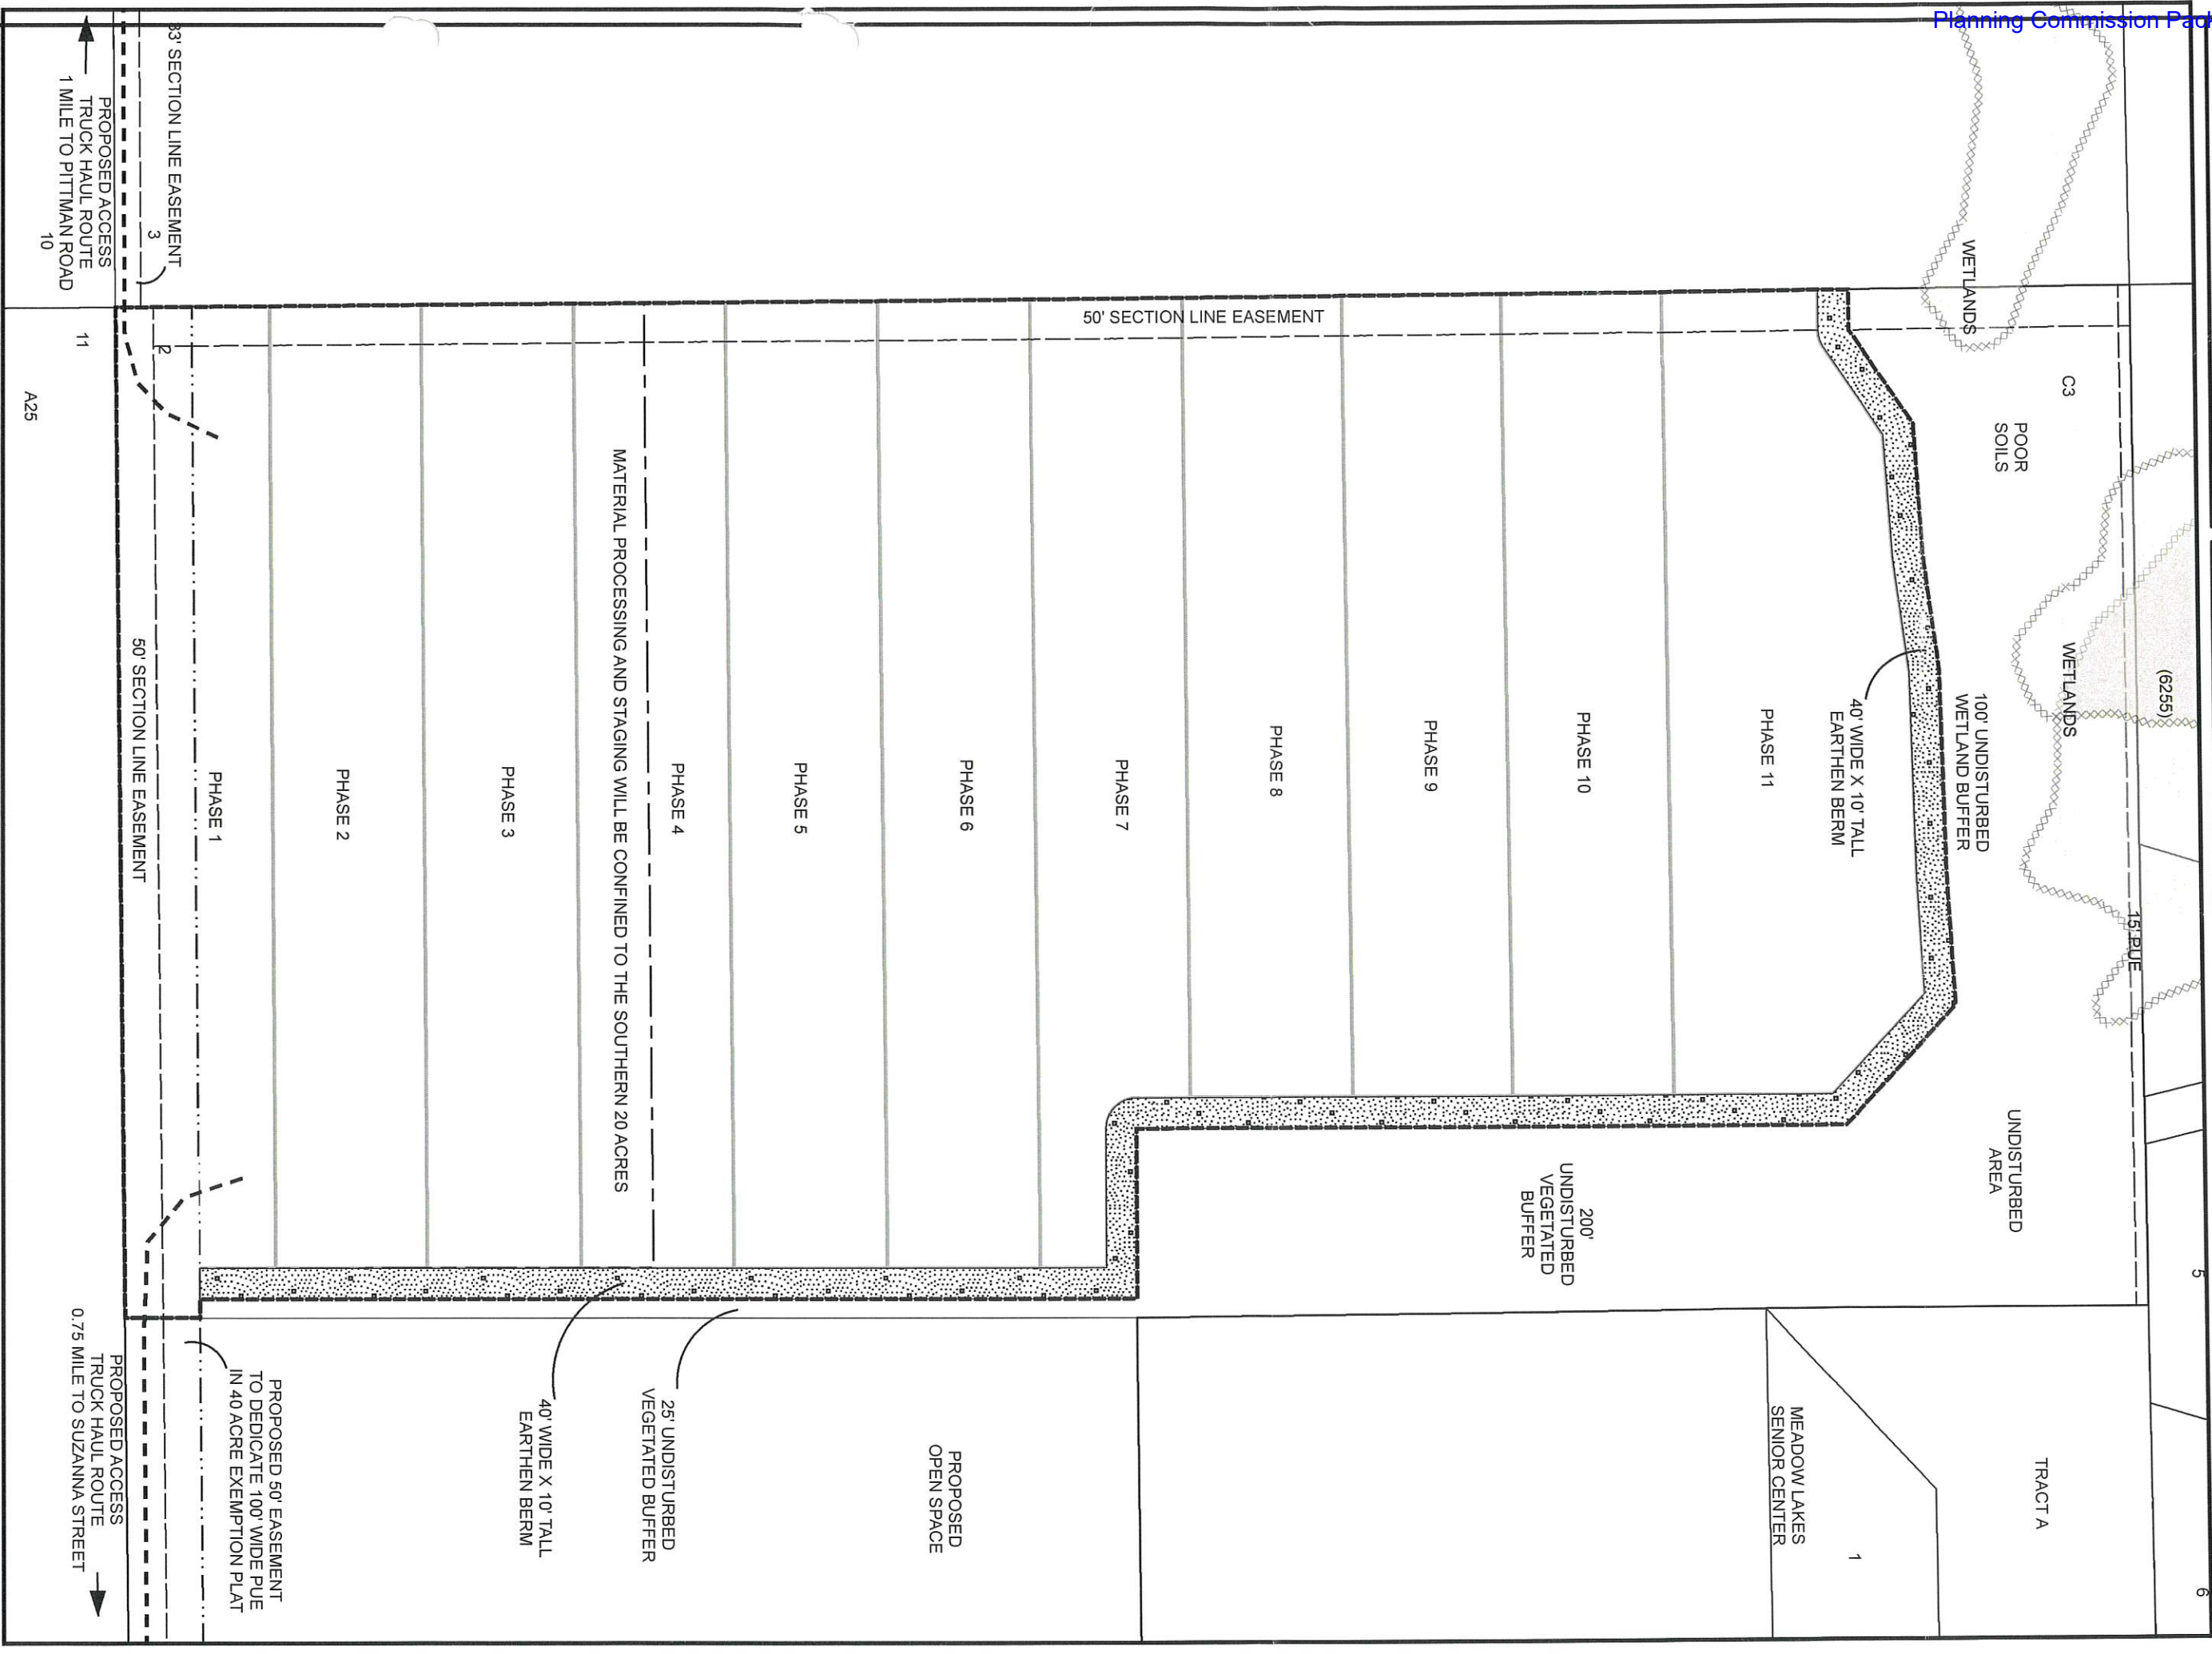 Planning Commission Pac
33' SECTION LINE EASEMENT
3
PROPOSED ACCESS
TRUCK HAUL ROUTE
1 MILE TO PITTMAN ROAD
10
11
2
A25
50' SECTION LINE EASEMENT
50' SECTION LINE EASEMENT
WETLANDS
C3
POOR
SOILS
WETLANDS
(6255)
15' PUE
100' UNDISTURBED
WETLAND BUFFER
40' WIDE X 10' TALL
EARTHEN BERM
PHASE 11
PHASE 10
PHASE 9
PHASE 8
PHASE 7
PHASE 6
PHASE 5
PHASE 4
MATERIAL PROCESSING AND STAGING WILL BE CONFINED TO THE SOUTHERN 20 ACRES
PHASE 3
PHASE 2
PHASE 1
UNDISTURBED
AREA
200'
UNDISTURBED
VEGETATED
BUFFER
5
6
TRACT A
1
MEADOW LAKES
SENIOR CENTER
PROPOSED
OPEN SPACE
25' UNDISTURBED
VEGETATED BUFFER
40' WIDE X 10' TALL
EARTHEN BERM
PROPOSED 50' EASEMENT
TO DEDICATE 100' WIDE PUE
IN 40 ACRE EXEMPTION PLAT
PROPOSED ACCESS
TRUCK HAUL ROUTE
0.75 MILE TO SUZANNA STREET